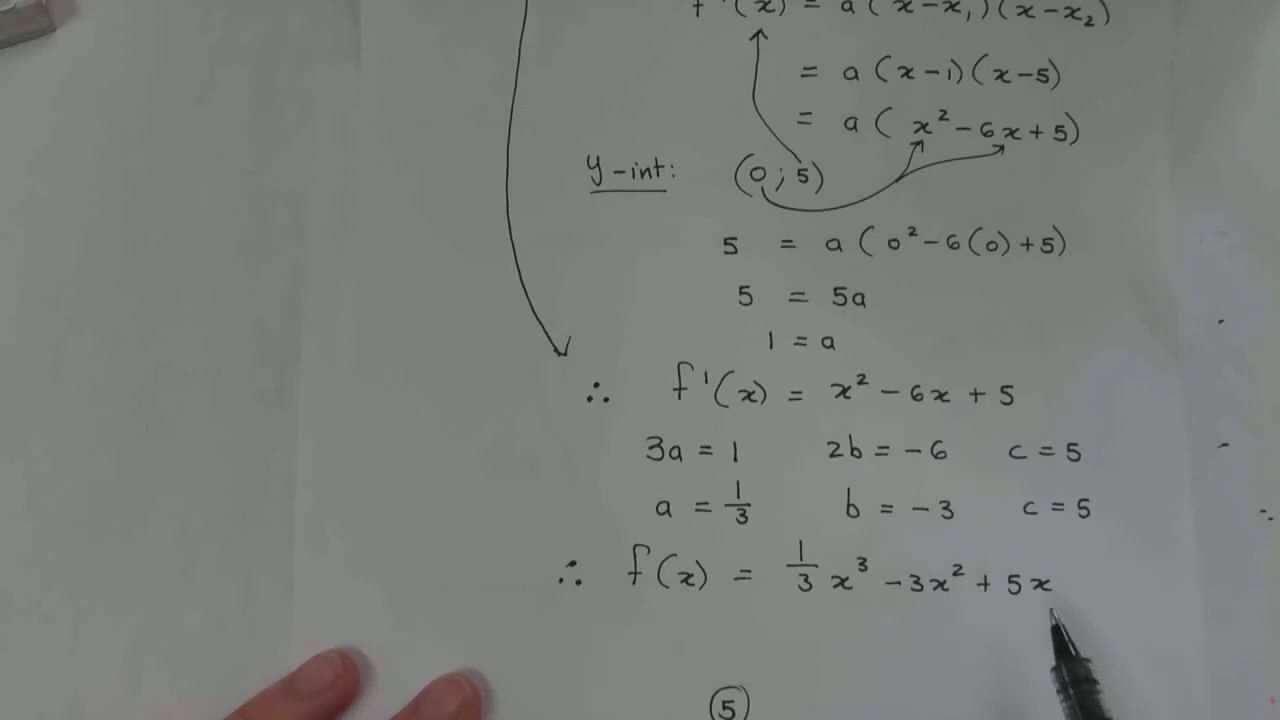 f'(x) = a(x-x₁)(x-x₂)
= a(x-1)(x-5)
= a(x²-6x+5)
y-int: (0;5)
5 = a(0²-6(0)+5)
5 = 5a
1 = a
∴ f'(x) = x² - 6x + 5
3a = 1 2b = -6 c = 5
a = 1/3 b = -3 c = 5
∴ f(x) = 1/3 x³ - 3x² + 5x
5